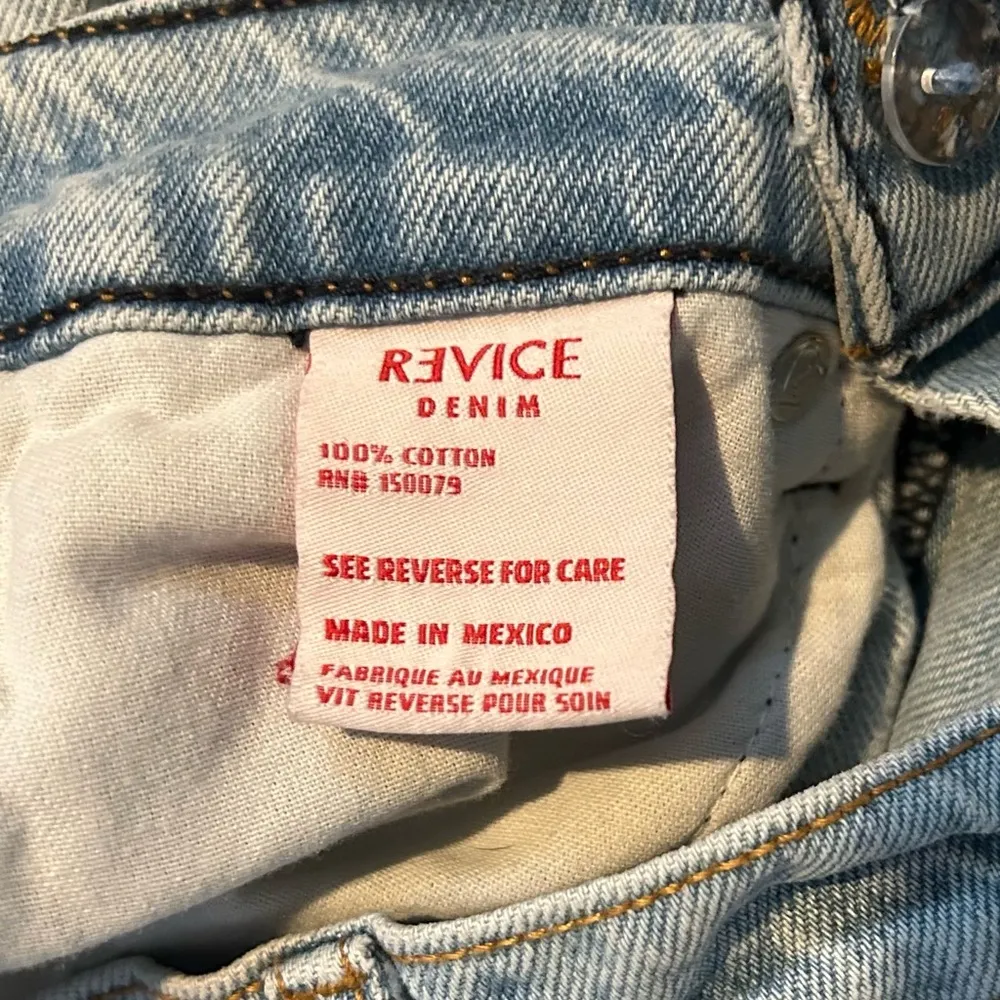 RƎVICE
DENIM
100% COTTON
RN# 150079
SEE REVERSE FOR CARE
MADE IN MEXICO
FABRIQUE AU MEXIQUE
VIT REVERSE POUR SOIN